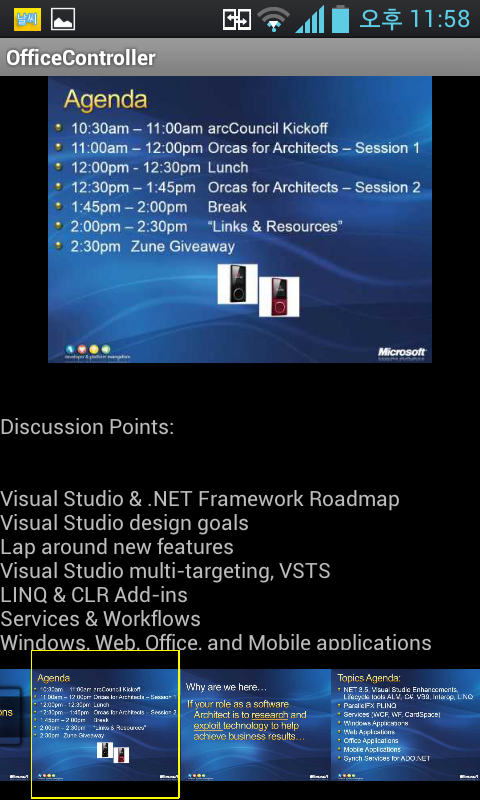 날씨
오후 11:58
OfficeController
Agenda
10:30am – 11:00am arcCouncil Kickoff
11:00am – 12:00pm Orcas for Architects – Session 1
12:00pm - 12:30pm Lunch
12:30pm – 1:45pm Orcas for Architects – Session 2
1:45pm – 2:00pm Break
2:00pm – 2:30pm “Links & Resources”
2:30pm Zune Giveaway
developer & platform evangelism
Microsoft
Discussion Points:
Visual Studio & .NET Framework Roadmap
Visual Studio design goals
Lap around new features
Visual Studio multi-targeting, VSTS
LINQ & CLR Add-ins
Services & Workflows
Windows, Web, Office, and Mobile applications
ons
Microsoft
Agenda
10:30am – 11:00am arcCouncil Kickoff
11:00am – 12:00pm Orcas for Architects – Session 1
12:00pm - 12:30pm Lunch
12:30pm – 1:45pm Orcas for Architects – Session 2
1:45pm – 2:00pm Break
2:00pm – 2:30pm “Links & Resources”
2:30pm Zune Giveaway
Microsoft
Why are we here…
If your role as a software
Architect is to research and
exploit technology to help
achieve business results…
Microsoft
Topics Agenda:
.NET 3.5, Visual Studio Enhancements,
Lifecycle tools ALM, C#, VB9, Interop, LINQ
ParallelFX PLINQ
Services (WCF, WF, CardSpace)
Windows Applications
Web Applications
Office Applications
Mobile Applications
Synch Services for ADO.NET
Microsoft